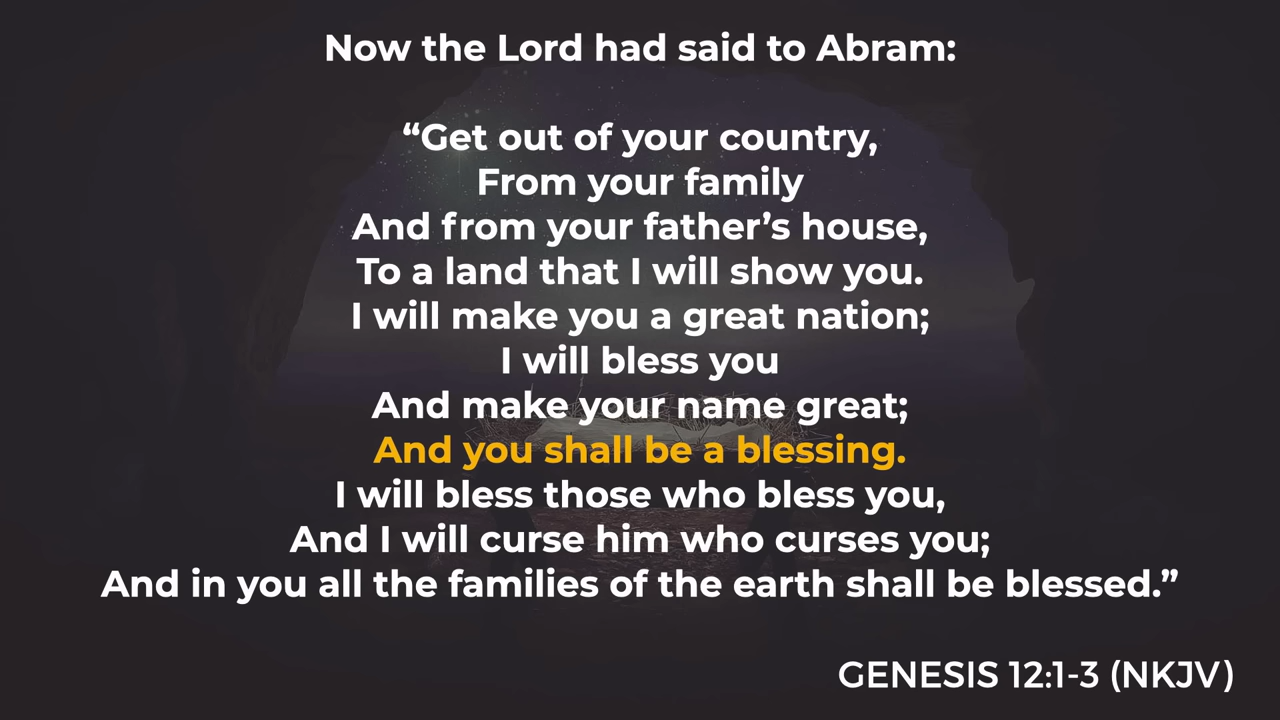 Now the Lord had said to Abram:
“Get out of your country,
From your family
And from your father’s house,
To a land that I will show you.
I will make you a great nation;
I will bless you
And make your name great;
And you shall be a blessing.
I will bless those who bless you,
And I will curse him who curses you;
And in you all the families of the earth shall be blessed.”
GENESIS 12:1-3 (NKJV)